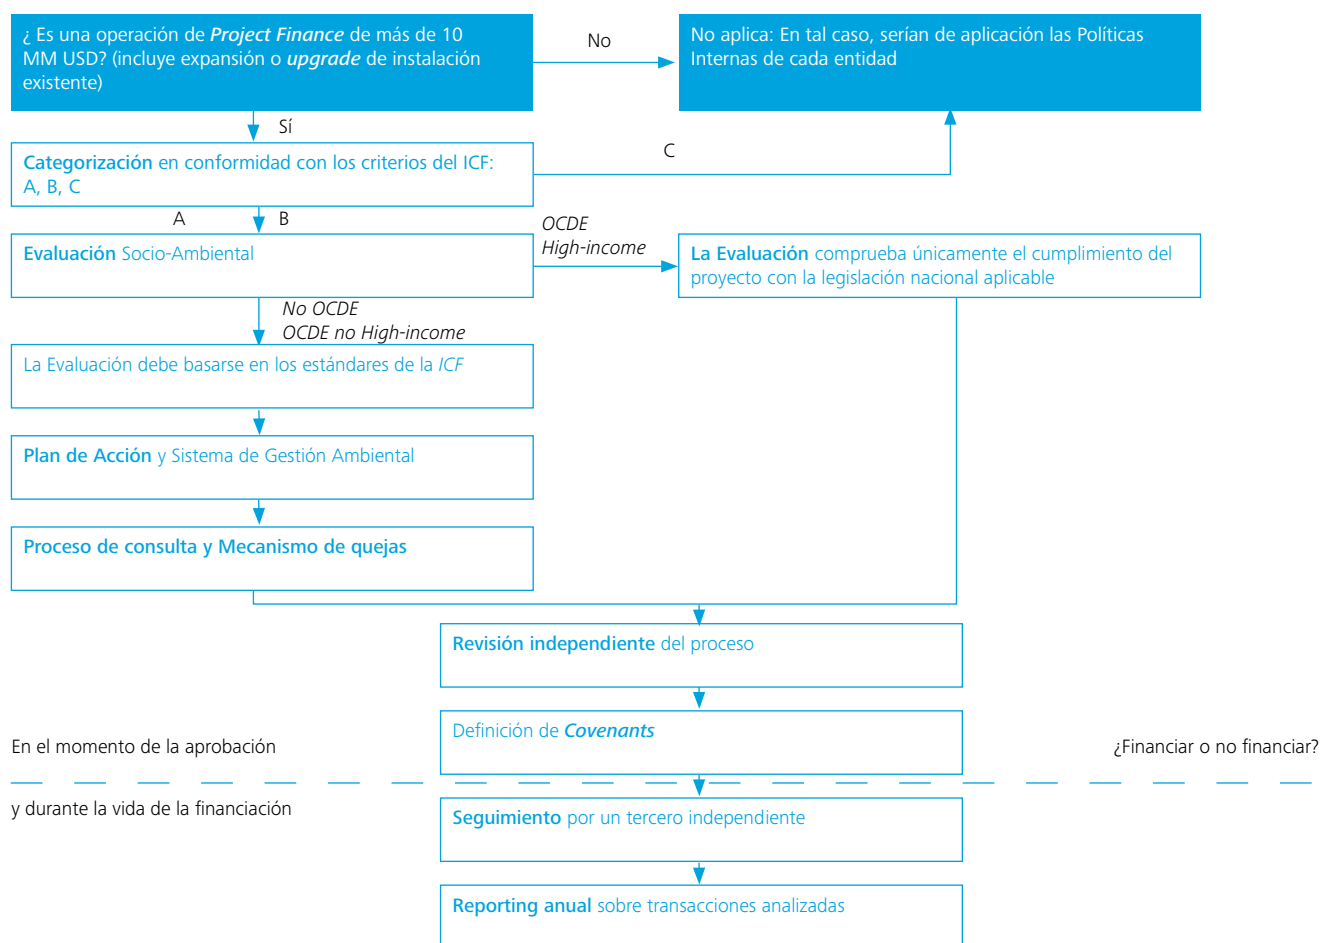 ¿ Es una operación de Project Finance de más de 10
MM USD? (incluye expansión o upgrade de instalación
existente)
No
No aplica: En tal caso, serían de aplicación las Políticas
Internas de cada entidad
Sí
Categorización en conformidad con los criterios del ICF:
A, B, C
C
A
B
Evaluación Socio-Ambiental
OCDE
High-income
La Evaluación comprueba únicamente el cumplimiento del
proyecto con la legislación nacional aplicable
No OCDE
OCDE no High-income
La Evaluación debe basarse en los estándares de la ICF
Plan de Acción y Sistema de Gestión Ambiental
Proceso de consulta y Mecanismo de quejas
Revisión independiente del proceso
Definición de Covenants
En el momento de la aprobación
¿Financiar o no financiar?
y durante la vida de la financiación
Seguimiento por un tercero independiente
Reporting anual sobre transacciones analizadas